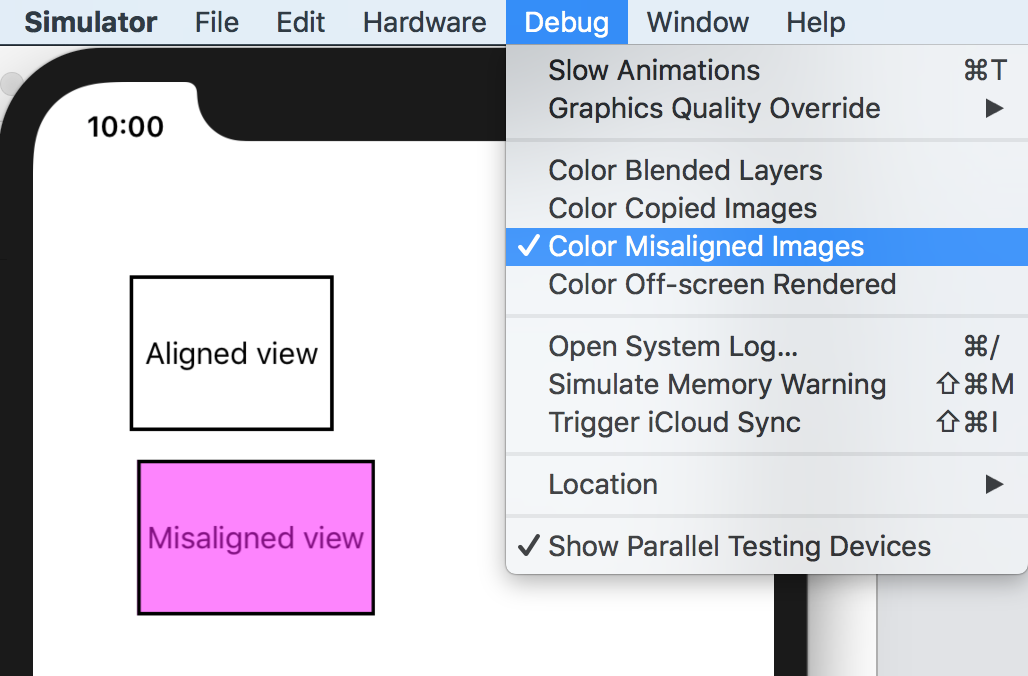 Simulator File Edit Hardware Debug Window Help
10:00
Aligned view
Misaligned view
Slow Animations ⌘T
Graphics Quality Override ▶
Color Blended Layers
Color Copied Images
✓ Color Misaligned Images
Color Off-screen Rendered
Open System Log... ⌘/
Simulate Memory Warning ⇧⌘M
Trigger iCloud Sync ⇧⌘I
Location ▶
✓ Show Parallel Testing Devices